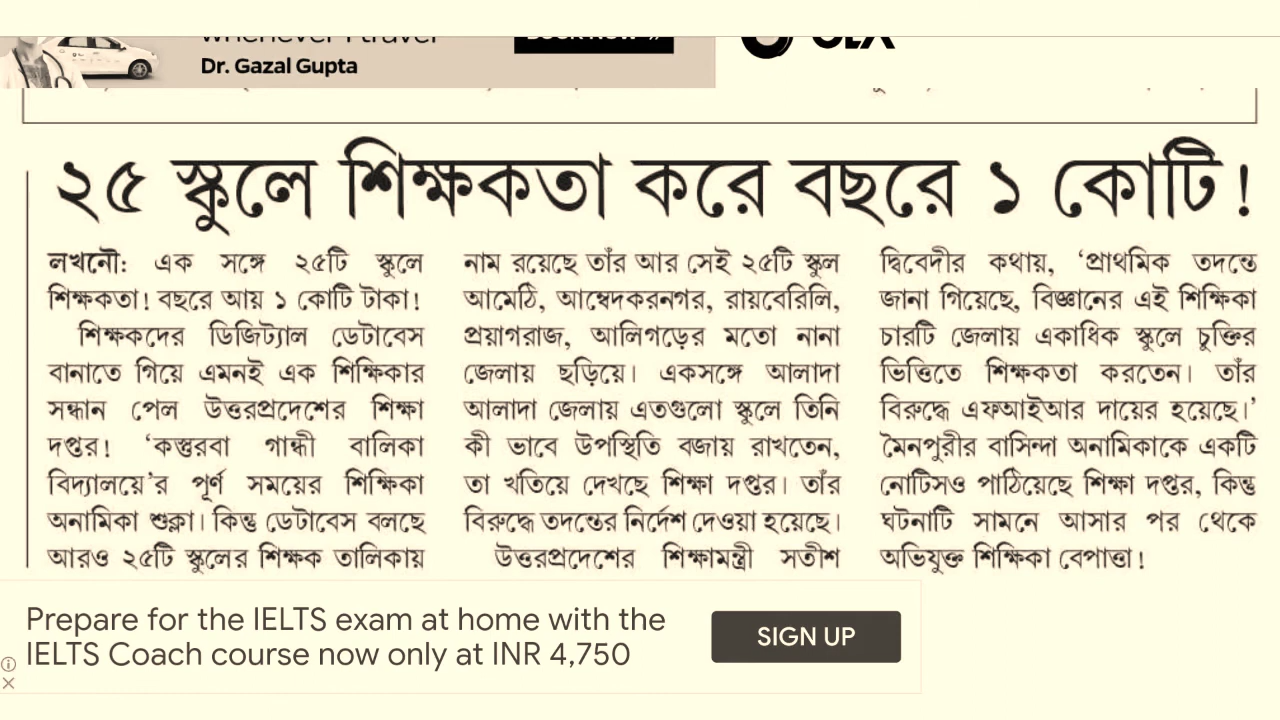 Dr. Gazal Gupta
২৫ স্কুলে শিক্ষকতা করে বছরে ১ কোটি!
লখনৌ: এক সঙ্গে ২৫টি স্কুলে
শিক্ষকতা! বছরে আয় ১ কোটি টাকা!
শিক্ষকদের ডিজিট্যাল ডেটাবেস
বানাতে গিয়ে এমনই এক শিক্ষিকার
সন্ধান পেল উত্তরপ্রদেশের শিক্ষা
দপ্তর! ‘কস্তুরবা গান্ধী বালিকা
বিদ্যালয়ে’র পূর্ণ সময়ের শিক্ষিকা
অনামিকা শুক্লা। কিন্তু ডেটাবেস বলছে
আরও ২৫টি স্কুলের শিক্ষক তালিকায়
নাম রয়েছে তাঁর আর সেই ২৫টি স্কুল
আমেঠি, আম্বেদকরনগর, রায়বেরিলি,
প্রয়াগরাজ, আলিগড়ের মতো নানা
জেলায় ছড়িয়ে। একসঙ্গে আলাদা
আলাদা জেলায় এতগুলো স্কুলে তিনি
কী ভাবে উপস্থিতি বজায় রাখতেন,
তা খতিয়ে দেখছে শিক্ষা দপ্তর। তাঁর
বিরুদ্ধে তদন্তের নির্দেশ দেওয়া হয়েছে।
উত্তরপ্রদেশের শিক্ষামন্ত্রী সতীশ
দ্বিবেদীর কথায়, ‘প্রাথমিক তদন্তে
জানা গিয়েছে, বিজ্ঞানের এই শিক্ষিকা
চারটি জেলায় একাধিক স্কুলে চুক্তির
ভিত্তিতে শিক্ষকতা করতেন। তাঁর
বিরুদ্ধে এফআইআর দায়ের হয়েছে।’
মৈনপুরীর বাসিন্দা অনামিকাকে একটি
নোটিসও পাঠিয়েছে শিক্ষা দপ্তর, কিন্তু
ঘটনাটি সামনে আসার পর থেকে
অভিযুক্ত শিক্ষিকা বেপাত্তা!
Prepare for the IELTS exam at home with the
IELTS Coach course now only at INR 4,750
SIGN UP